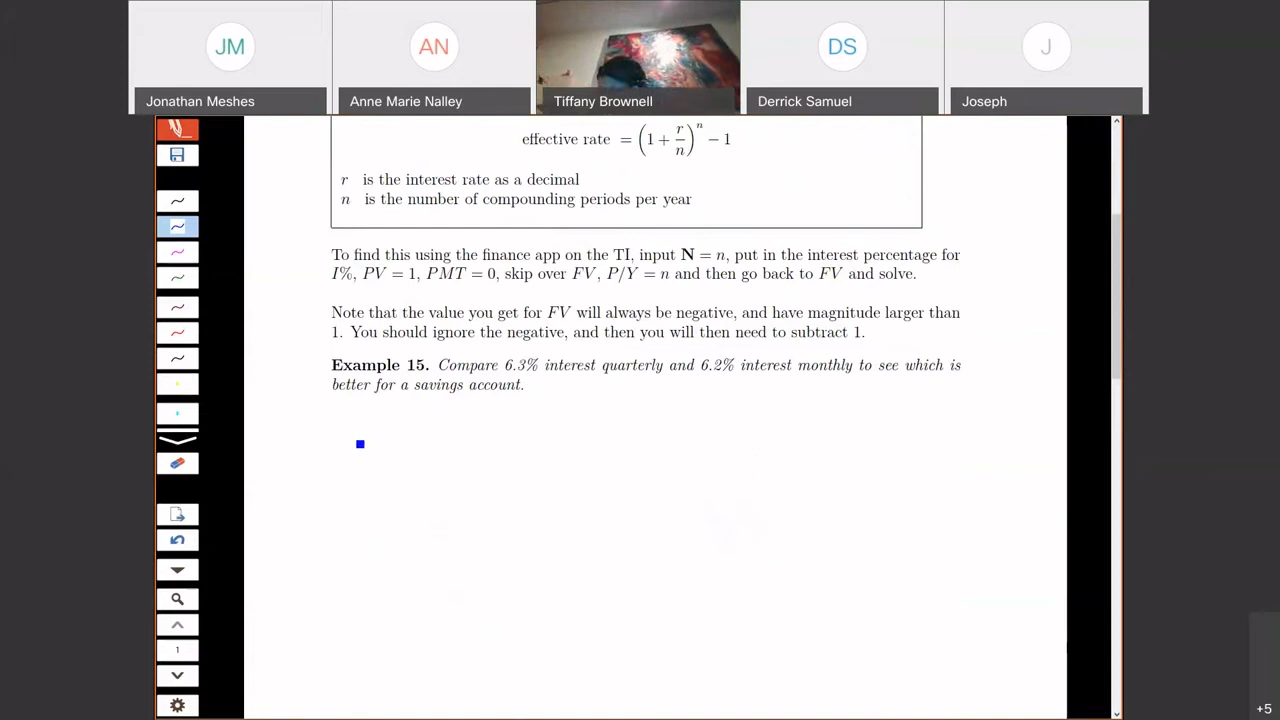 JM
AN
DS
J
Jonathan Meshes
Anne Marie Nalley
Tiffany Brownell
Derrick Samuel
Joseph
effective rate = (1 + r/n)^n − 1
r is the interest rate as a decimal
n is the number of compounding periods per year
To find this using the finance app on the TI, input N = n, put in the interest percentage for
I%, PV = 1, PMT = 0, skip over FV, P/Y = n and then go back to FV and solve.
Note that the value you get for FV will always be negative, and have magnitude larger than
1. You should ignore the negative, and then you will then need to subtract 1.
Example 15. Compare 6.3% interest quarterly and 6.2% interest monthly to see which is
better for a savings account.
1
+5